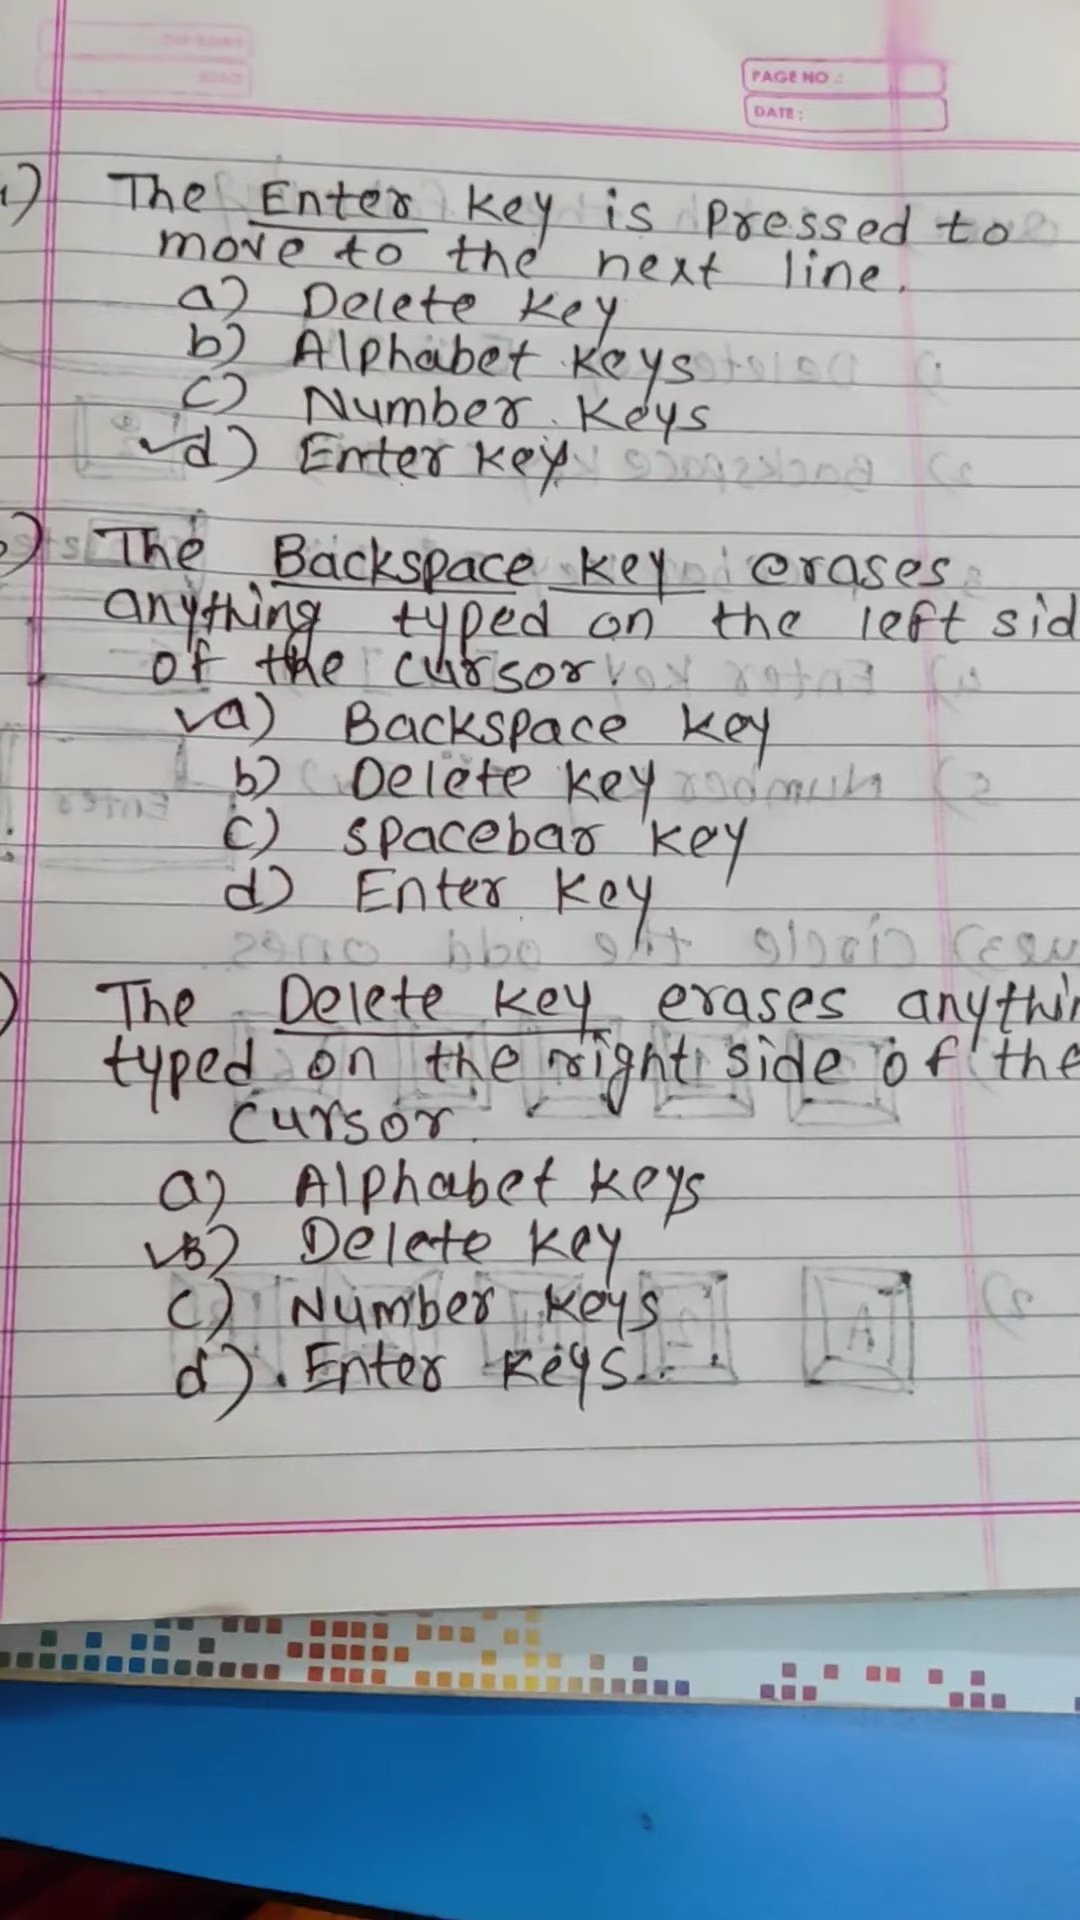 PAGE NO.:
DATE:
The Enter key is pressed to
move to the next line.
a) Delete key
b) Alphabet keys
c) Number keys
d) Enter key
The Backspace key erases
anything typed on the left sid
of the cursor.
a) Backspace key
b) Delete key
c) spacebar key
d) Enter key
The Delete key erases anythin
typed on the right side of the
cursor.
a) Alphabet keys
B) Delete key
c) Number keys
d). Enter keys.